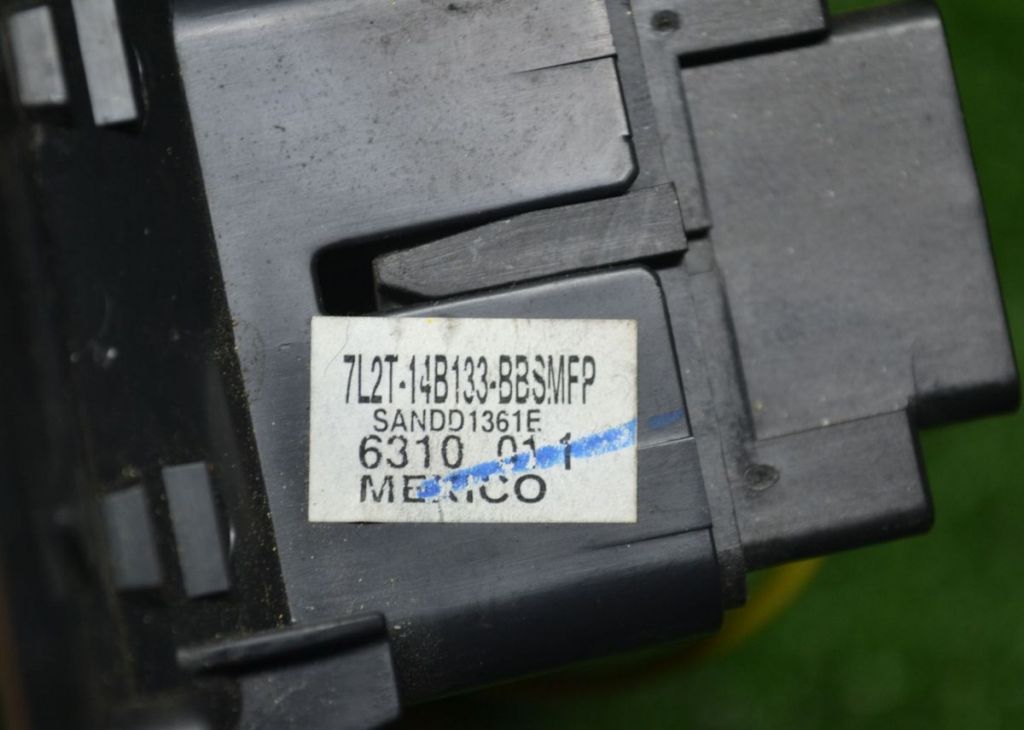 7L2T-14B133-BBSMFP
SANDD1361E
6310 01 1
MEXICO